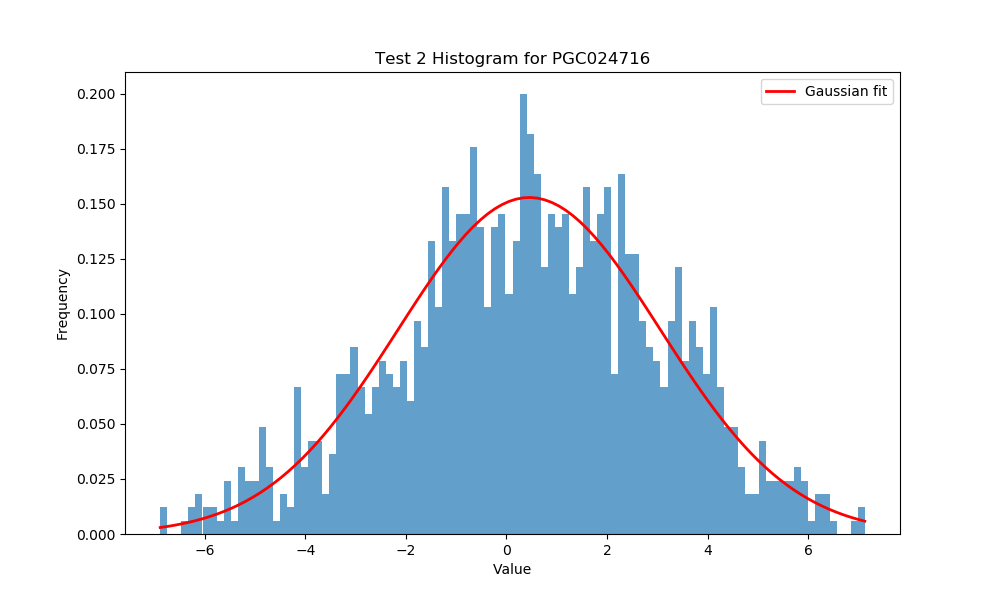 Test 2 Histogram for PGC024716
Gaussian fit
Frequency
0.200
0.175
0.150
0.125
0.100
0.075
0.050
0.025
0.000
−6 −4 −2 0 2 4 6
Value